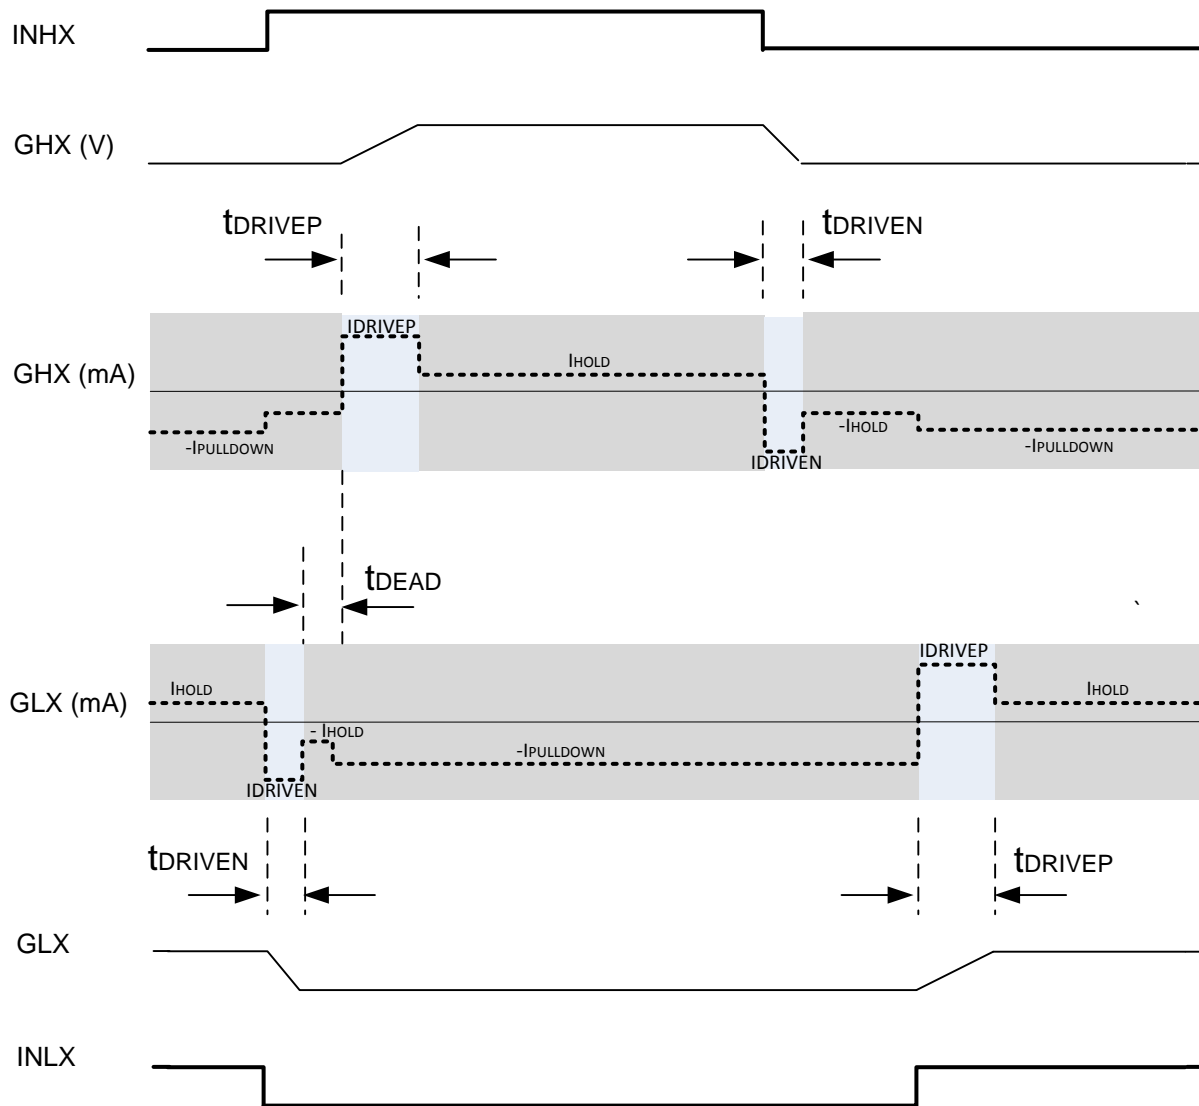 INHX
GHX (V)
tDRIVEP
tDRIVEN
IDRIVEP
GHX (mA)
IHOLD
-IPULLDOWN
-IHOLD
-IPULLDOWN
IDRIVEN
tDEAD
`
IDRIVEP
GLX (mA)
IHOLD
IHOLD
- IHOLD
-IPULLDOWN
IDRIVEN
tDRIVEN
tDRIVEP
GLX
INLX